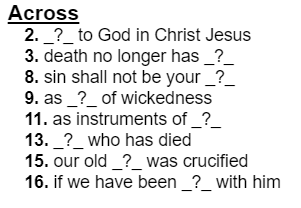 Across
2. _?_ to God in Christ Jesus
3. death no longer has _?_
8. sin shall not be your _?_
9. as _?_ of wickedness
11. as instruments of _?_
13. _?_ who has died
15. our old _?_ was crucified
16. if we have been _?_ with him